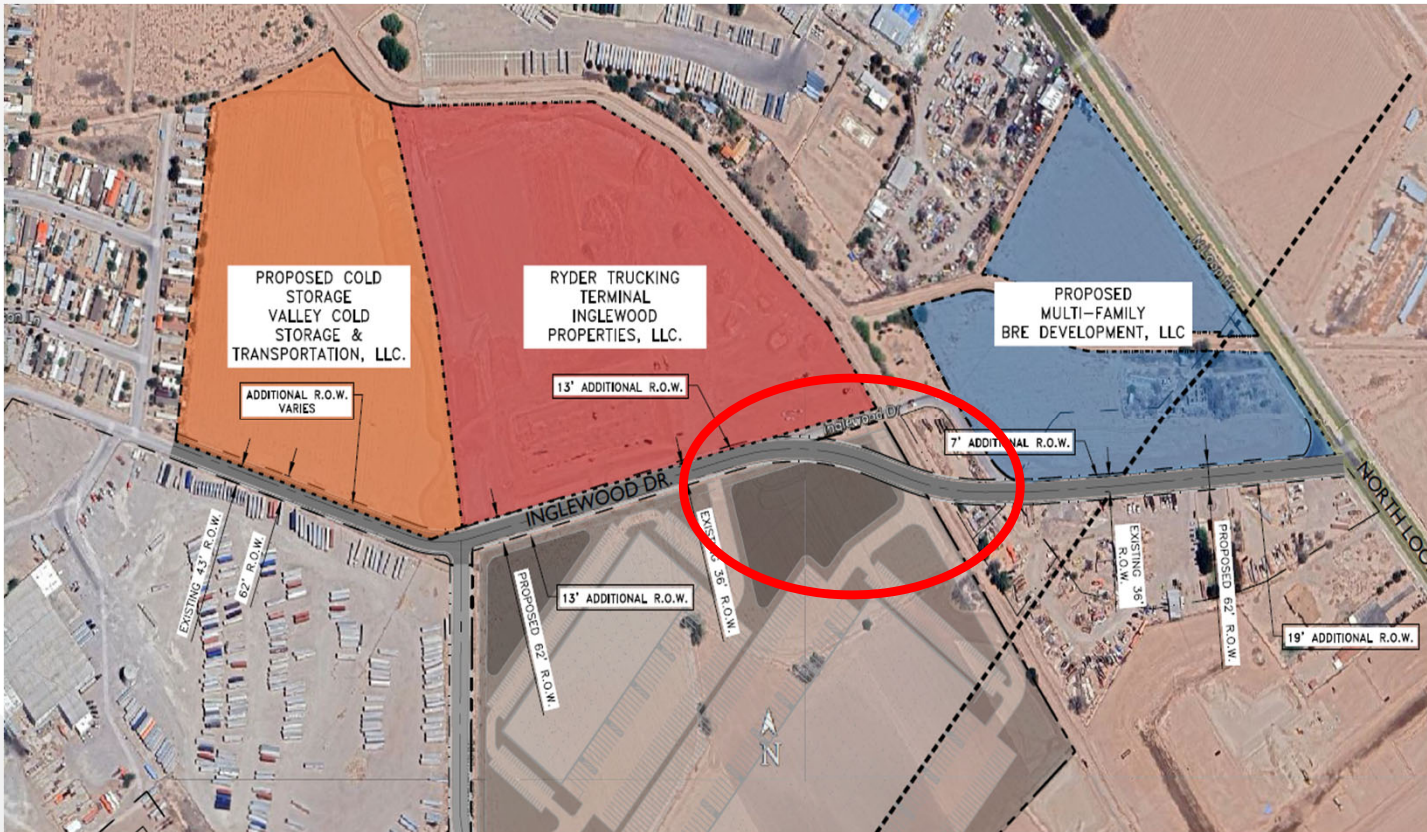 PROPOSED COLD
STORAGE
VALLEY COLD
STORAGE &
TRANSPORTATION, LLC.
RYDER TRUCKING
TERMINAL
INGLEWOOD
PROPERTIES, LLC.
PROPOSED
MULTI-FAMILY
BRE DEVELOPMENT, LLC
ADDITIONAL R.O.W.
VARIES
13' ADDITIONAL R.O.W.
Inglewood Dr
7' ADDITIONAL R.O.W.
INGLEWOOD DR.
NORTH LOO
EXISTING 43' R.O.W.
62' R.O.W.
PROPOSED 62' R.O.W.
13' ADDITIONAL R.O.W.
EXISTING 36' R.O.W.
EXISTING 36'
R.O.W.
PROPOSED 62' R.O.W.
19' ADDITIONAL R.O.W.
N